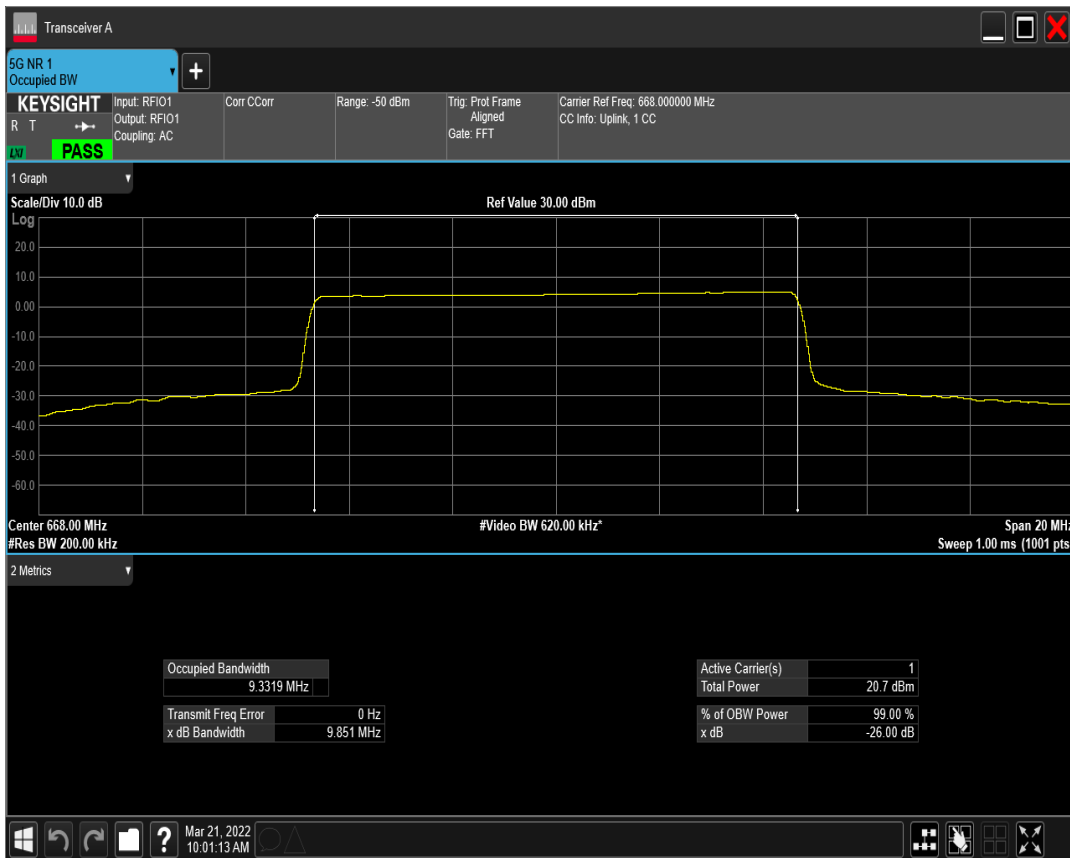 Transceiver A
5G NR 1
Occupied BW
+
KEYSIGHT
R T
LXI
PASS
Input: RFIO1
Output: RFIO1
Coupling: AC
Corr CCorr
Range: -50 dBm
Trig: Prot Frame
Aligned
Gate: FFT
Carrier Ref Freq: 668.000000 MHz
CC Info: Uplink, 1 CC
1 Graph
Scale/Div 10.0 dB
Ref Value 30.00 dBm
Log
20.0
10.0
0.00
-10.0
-20.0
-30.0
-40.0
-50.0
-60.0
Center 668.00 MHz
#Video BW 620.00 kHz*
Span 20 MHz
#Res BW 200.00 kHz
Sweep 1.00 ms (1001 pts
2 Metrics
Occupied Bandwidth
9.3319 MHz
Transmit Freq Error 0 Hz
x dB Bandwidth 9.851 MHz
Active Carrier(s) 1
Total Power 20.7 dBm
% of OBW Power 99.00 %
x dB -26.00 dB
?
Mar 21, 2022
10:01:13 AM